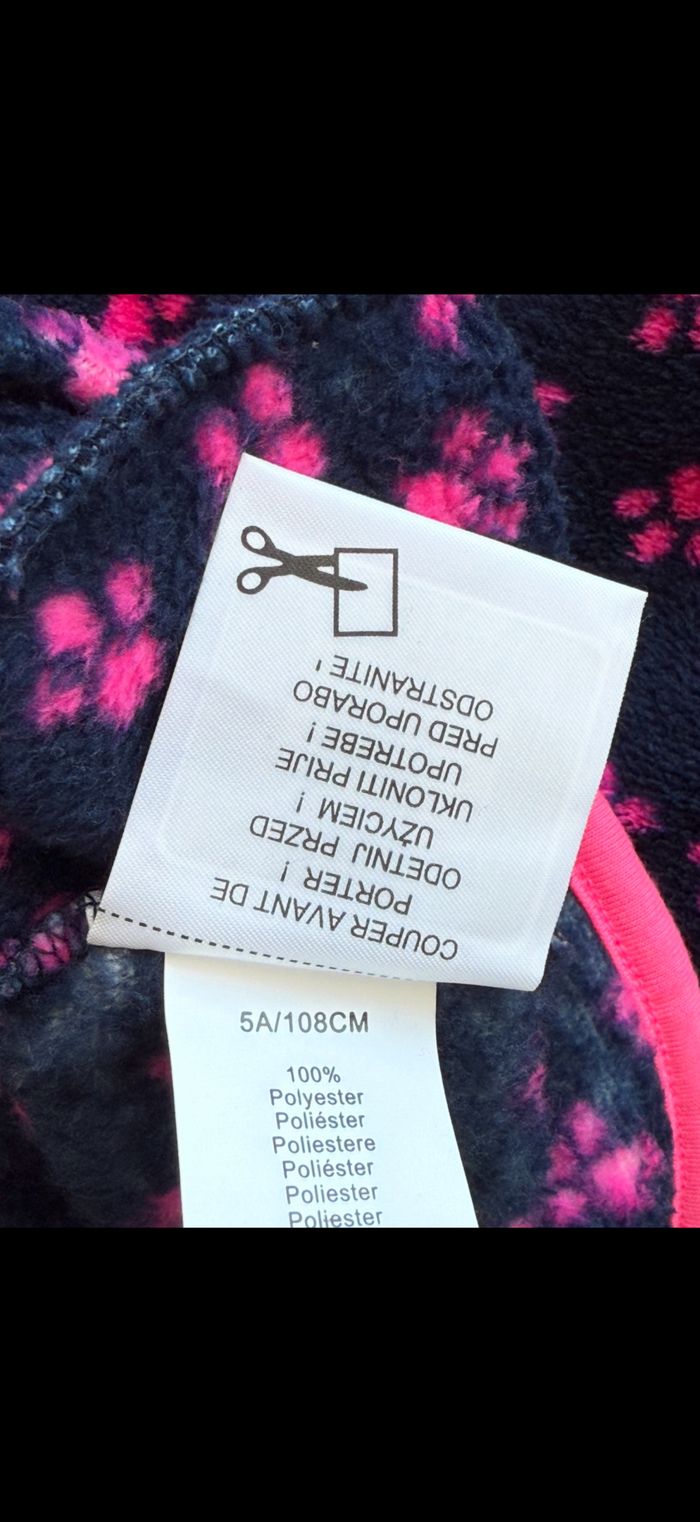 COUPER AVANT DE
PORTER !
ODETNIJ PRZED
UŻYCIEM !
UKLONITI PRIJE
UPOTREBE !
PRED UPORABO
ODSTRANITE !
5A/108CM
100%
Polyester
Poliéster
Poliestere
Poliéster
Poliester
Poliester